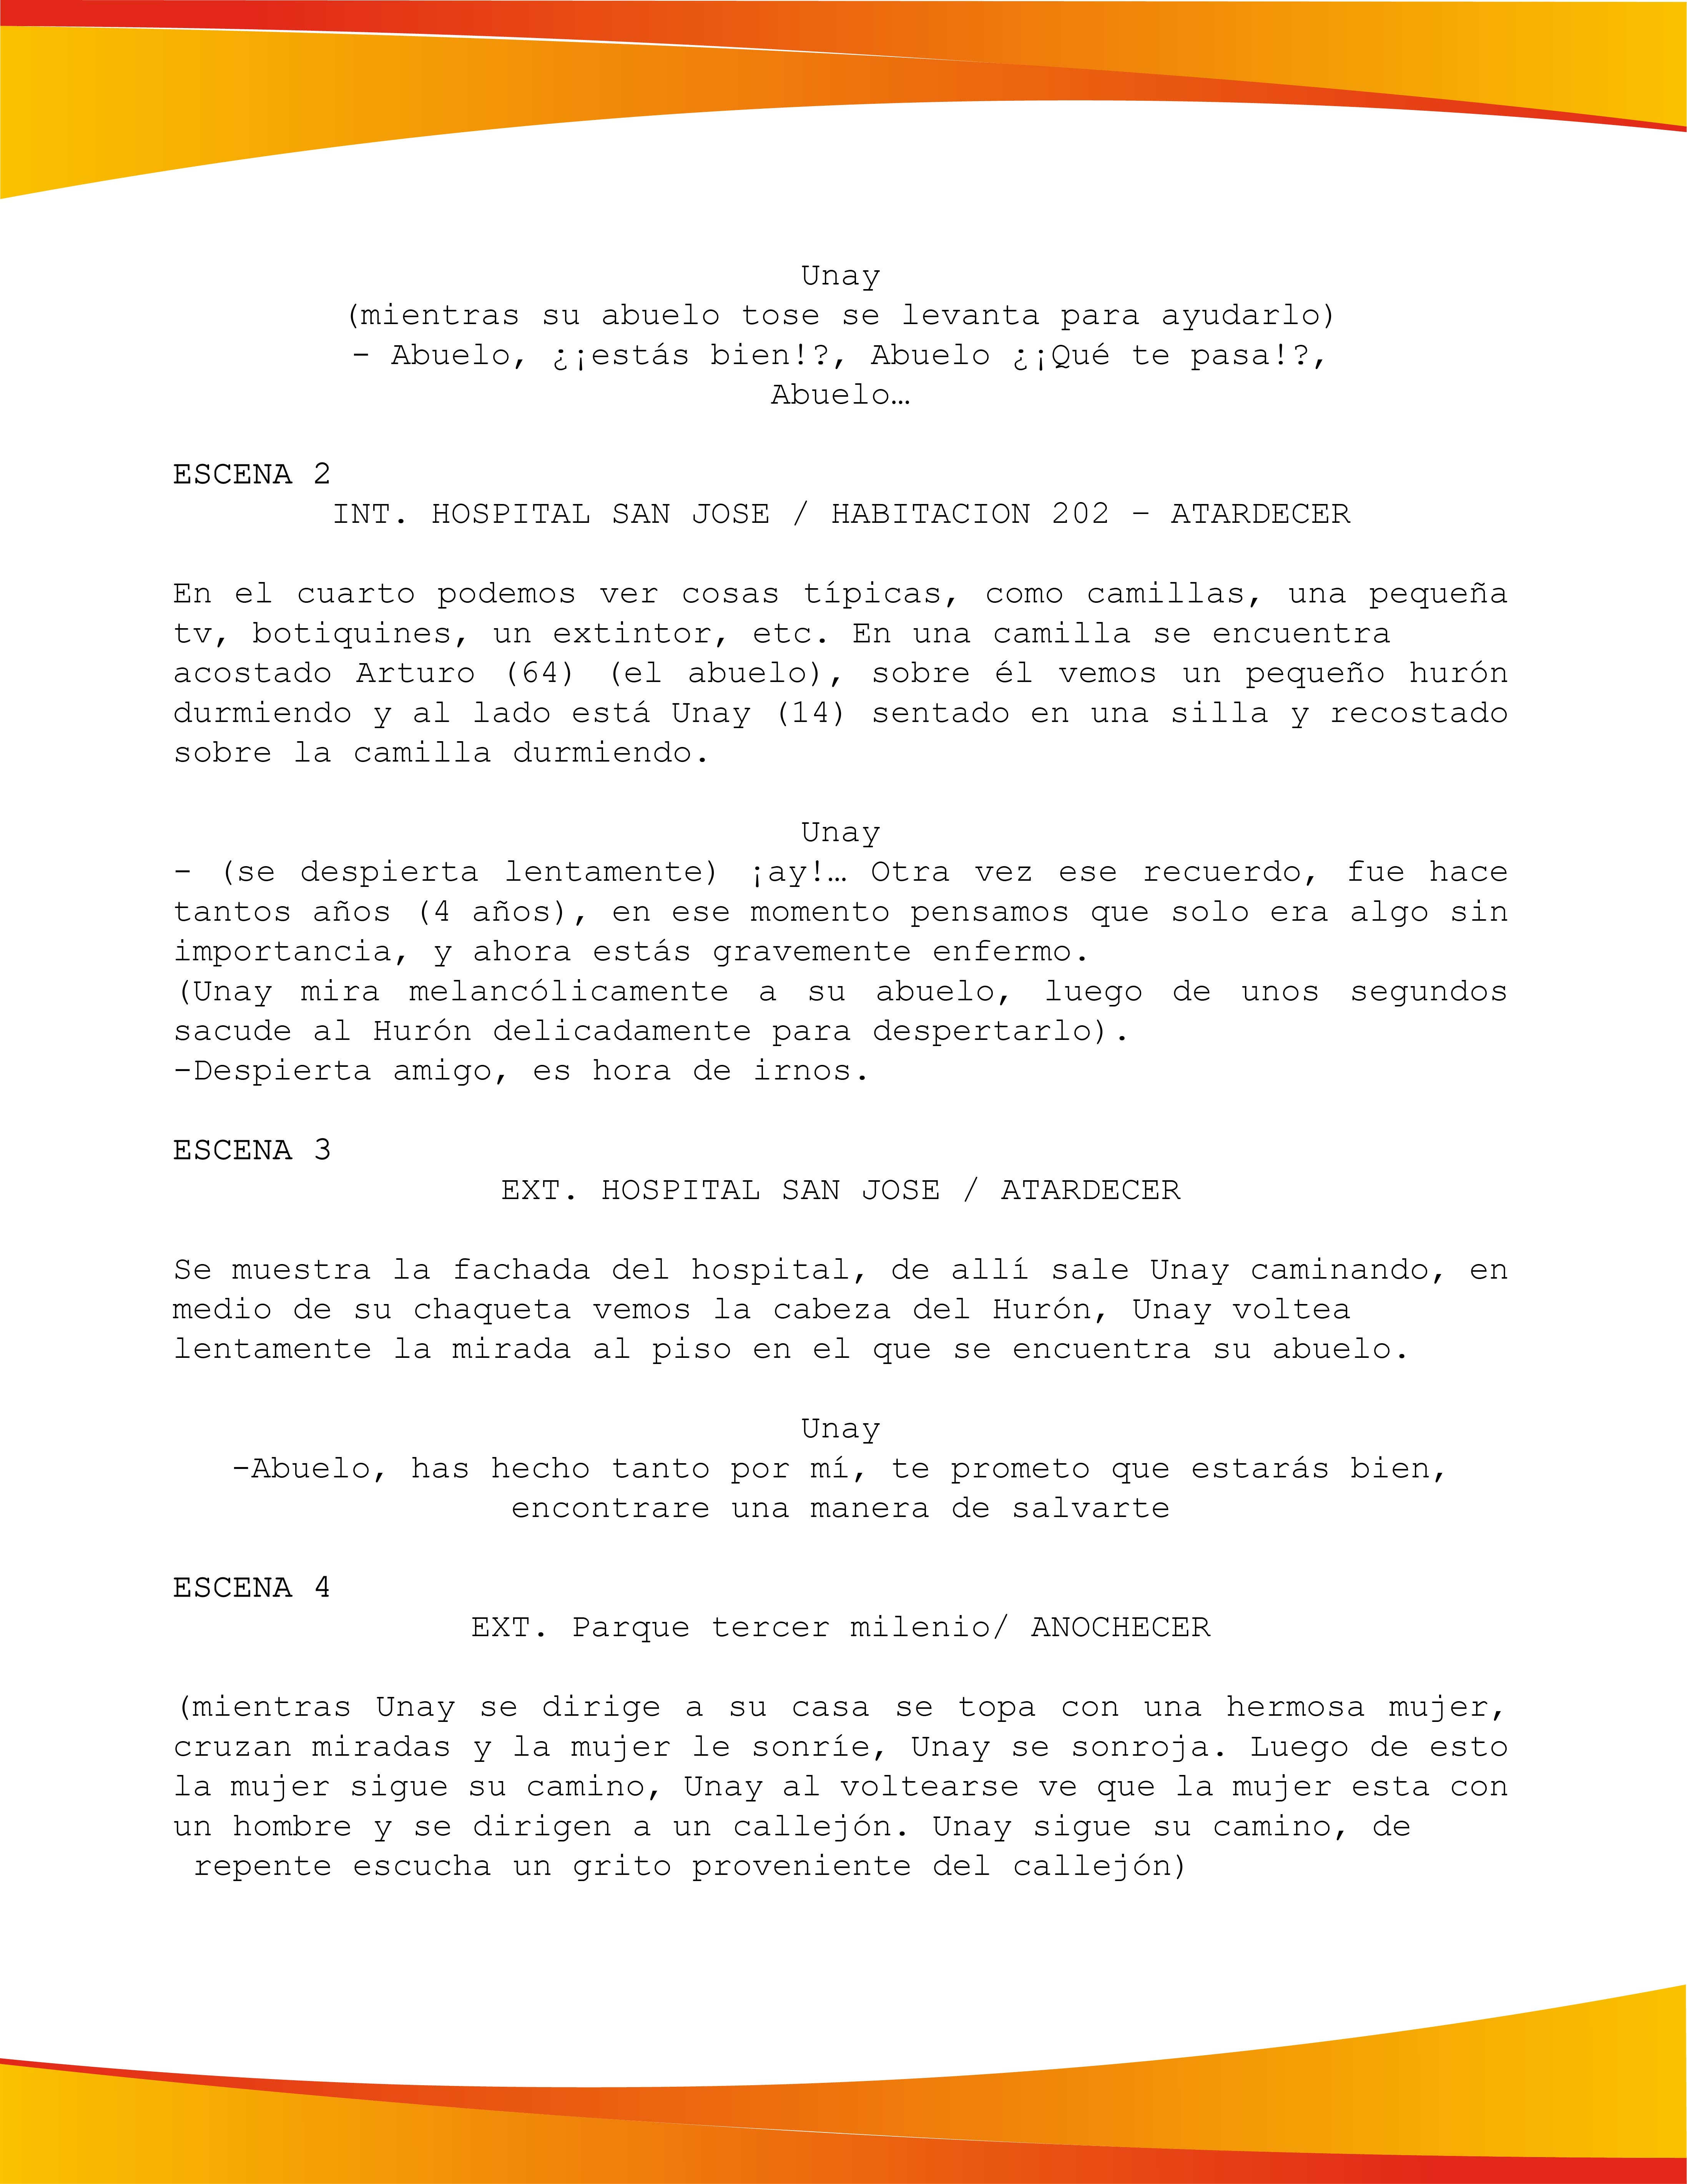 Unay
(mientras su abuelo tose se levanta para ayudarlo)
- Abuelo, ¿¡estás bien!?, Abuelo ¿¡Qué te pasa!?,
Abuelo…
ESCENA 2
INT. HOSPITAL SAN JOSE / HABITACION 202 – ATARDECER
En el cuarto podemos ver cosas típicas, como camillas, una pequeña
tv, botiquines, un extintor, etc. En una camilla se encuentra
acostado Arturo (64) (el abuelo), sobre él vemos un pequeño hurón
durmiendo y al lado está Unay (14) sentado en una silla y recostado
sobre la camilla durmiendo.
Unay
- (se despierta lentamente) ¡ay!… Otra vez ese recuerdo, fue hace
tantos años (4 años), en ese momento pensamos que solo era algo sin
importancia, y ahora estás gravemente enfermo.
(Unay mira melancólicamente a su abuelo, luego de unos segundos
sacude al Hurón delicadamente para despertarlo).
-Despierta amigo, es hora de irnos.
ESCENA 3
EXT. HOSPITAL SAN JOSE / ATARDECER
Se muestra la fachada del hospital, de allí sale Unay caminando, en
medio de su chaqueta vemos la cabeza del Hurón, Unay voltea
lentamente la mirada al piso en el que se encuentra su abuelo.
Unay
-Abuelo, has hecho tanto por mí, te prometo que estarás bien,
encontrare una manera de salvarte
ESCENA 4
EXT. Parque tercer milenio/ ANOCHECER
(mientras Unay se dirige a su casa se topa con una hermosa mujer,
cruzan miradas y la mujer le sonríe, Unay se sonroja. Luego de esto
la mujer sigue su camino, Unay al voltearse ve que la mujer esta con
un hombre y se dirigen a un callejón. Unay sigue su camino, de
repente escucha un grito proveniente del callejón)